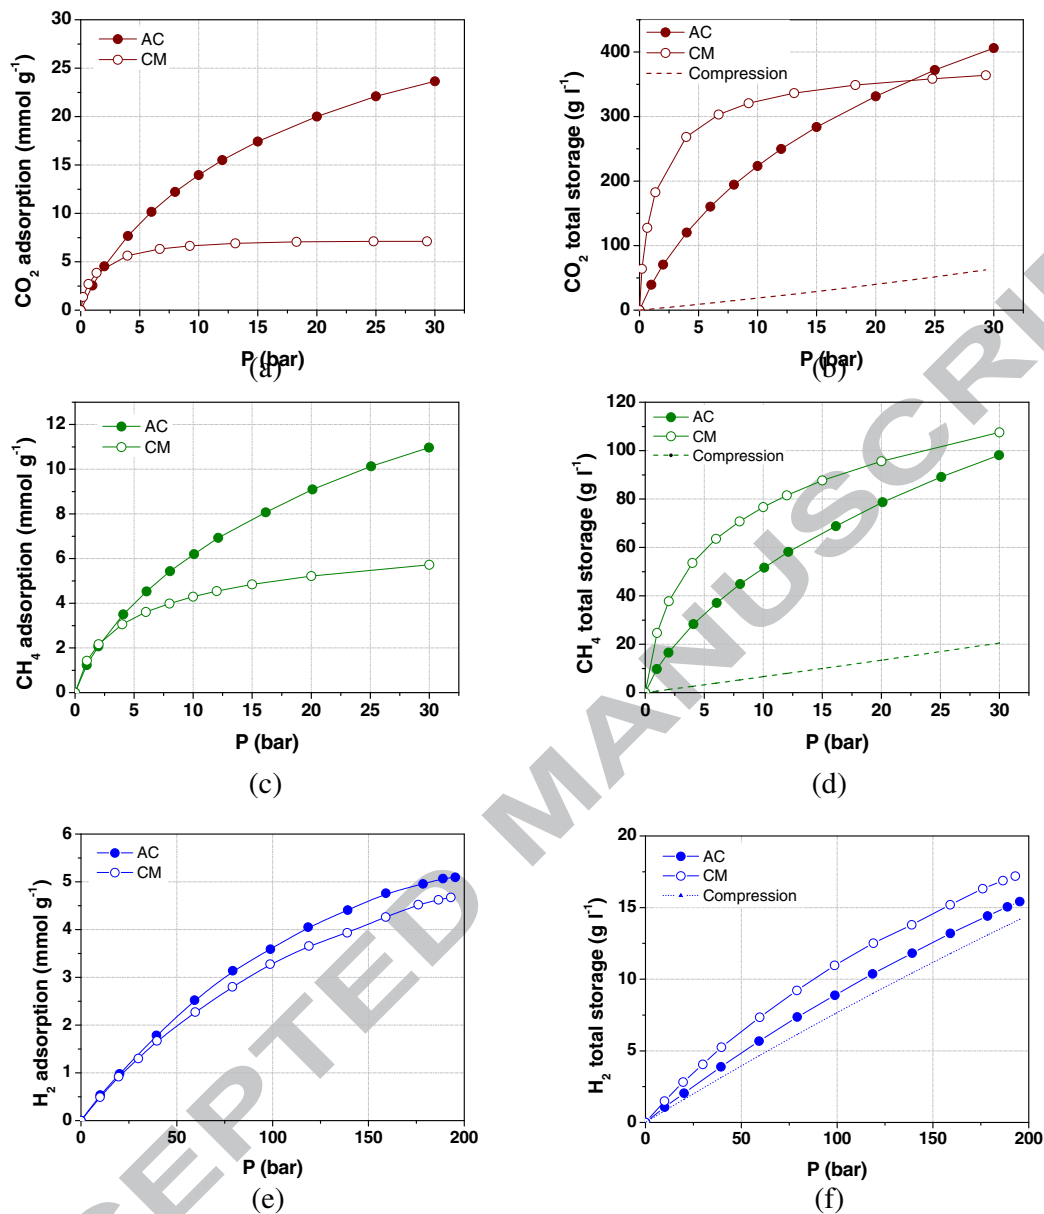 30
25
20
15
10
5
0
CO2 adsorption (mmol g-1)
AC
CM
0 5 10 15 20 25 30
P (bar)
(a)
400
300
200
100
0
CO2 total storage (g l-1)
AC
CM
Compression
0 5 10 15 20 25 30
P (bar)
(b)
12
10
8
6
4
2
0
CH4 adsorption (mmol g-1)
AC
CM
0 5 10 15 20 25 30
P (bar)
(c)
120
100
80
60
40
20
0
CH4 total storage (g l-1)
AC
CM
Compression
0 5 10 15 20 25 30
P (bar)
(d)
6
5
4
3
2
1
0
H2 adsorption (mmol g-1)
AC
CM
0 50 100 150 200
P (bar)
(e)
20
15
10
5
0
H2 total storage (g l-1)
AC
CM
Compression
0 50 100 150 200
P (bar)
(f)
CEPTED MANUSCRI